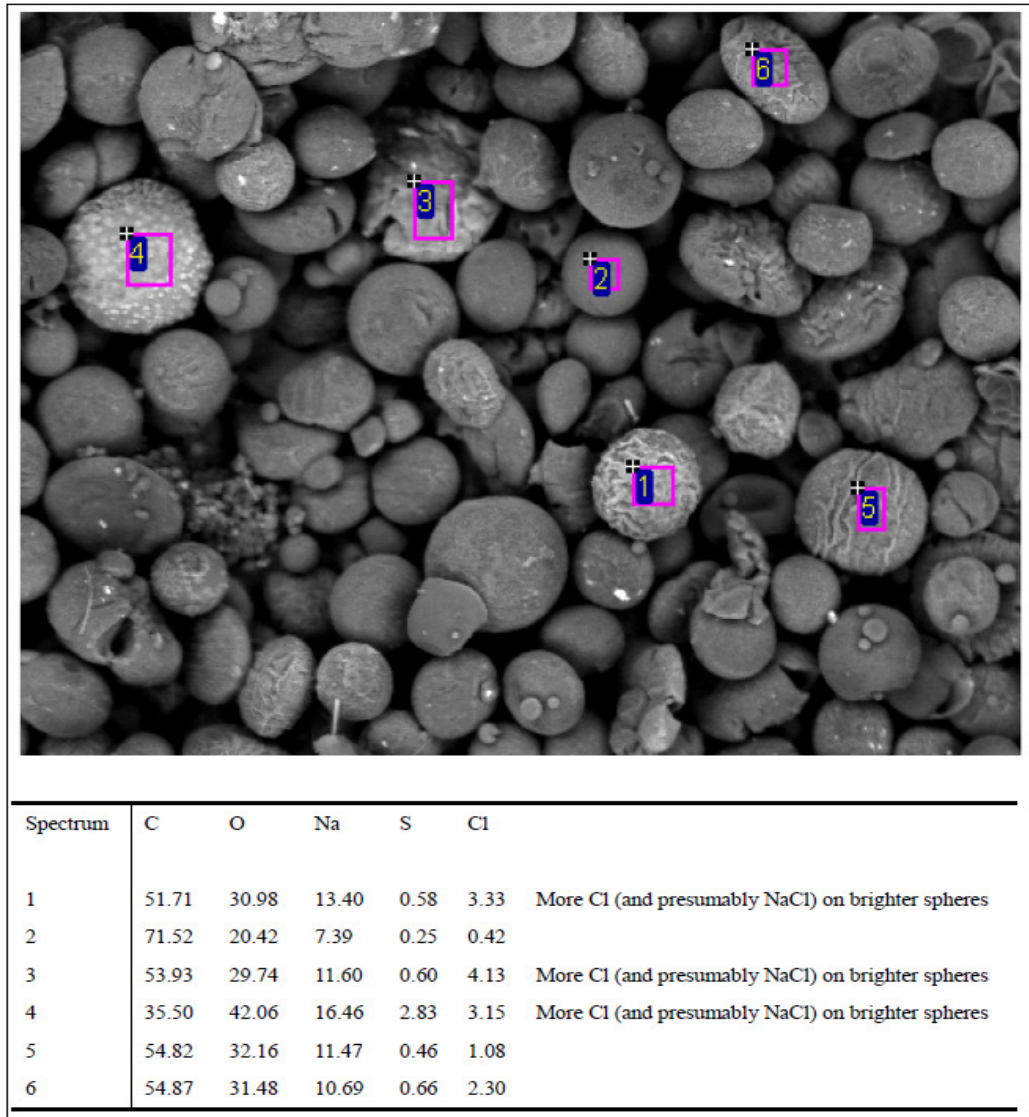 6
3
4
2
1
5
Spectrum C O Na S Cl
1 51.71 30.98 13.40 0.58 3.33 More Cl (and presumably NaCl) on brighter spheres
2 71.52 20.42 7.39 0.25 0.42
3 53.93 29.74 11.60 0.60 4.13 More Cl (and presumably NaCl) on brighter spheres
4 35.50 42.06 16.46 2.83 3.15 More Cl (and presumably NaCl) on brighter spheres
5 54.82 32.16 11.47 0.46 1.08
6 54.87 31.48 10.69 0.66 2.30